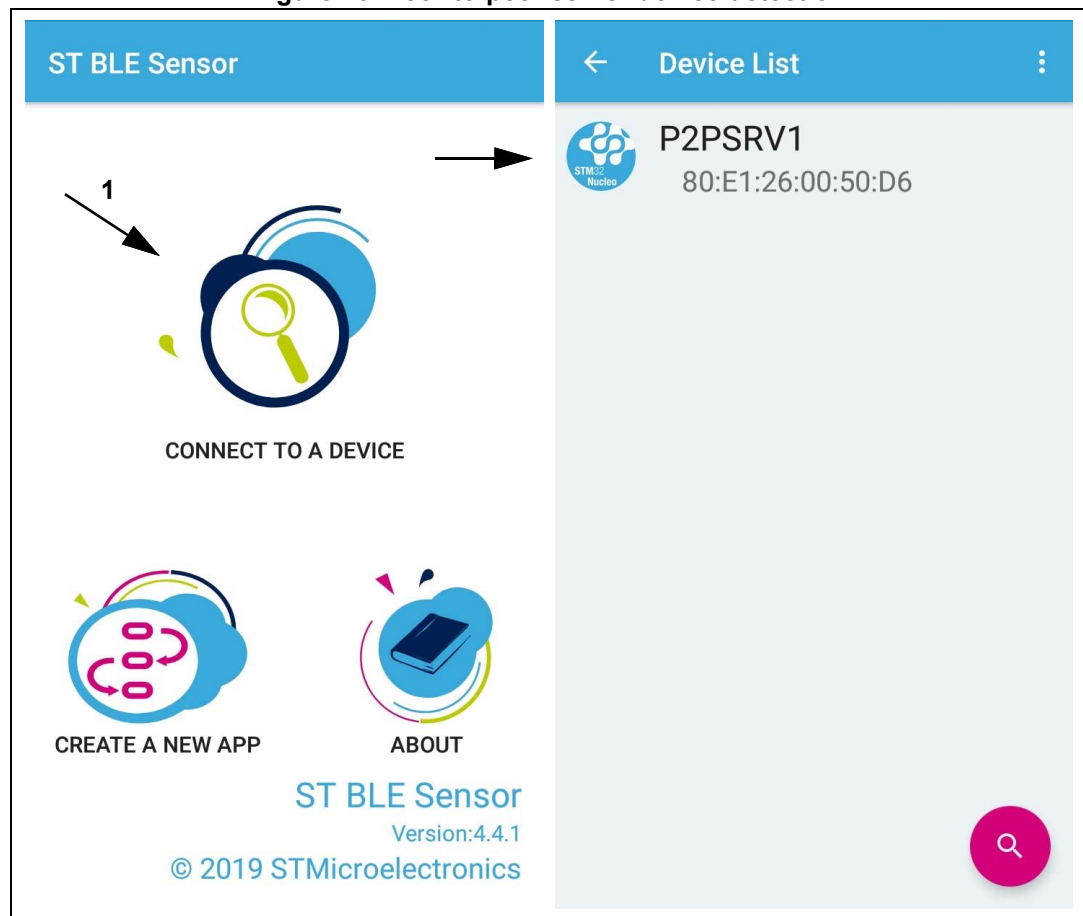 ST BLE Sensor
1
CONNECT TO A DEVICE
CREATE A NEW APP
ABOUT
ST BLE Sensor
Version:4.4.1
© 2019 STMicroelectronics
Device List
P2PSRV1
80:E1:26:00:50:D6
STM32
Nucleo